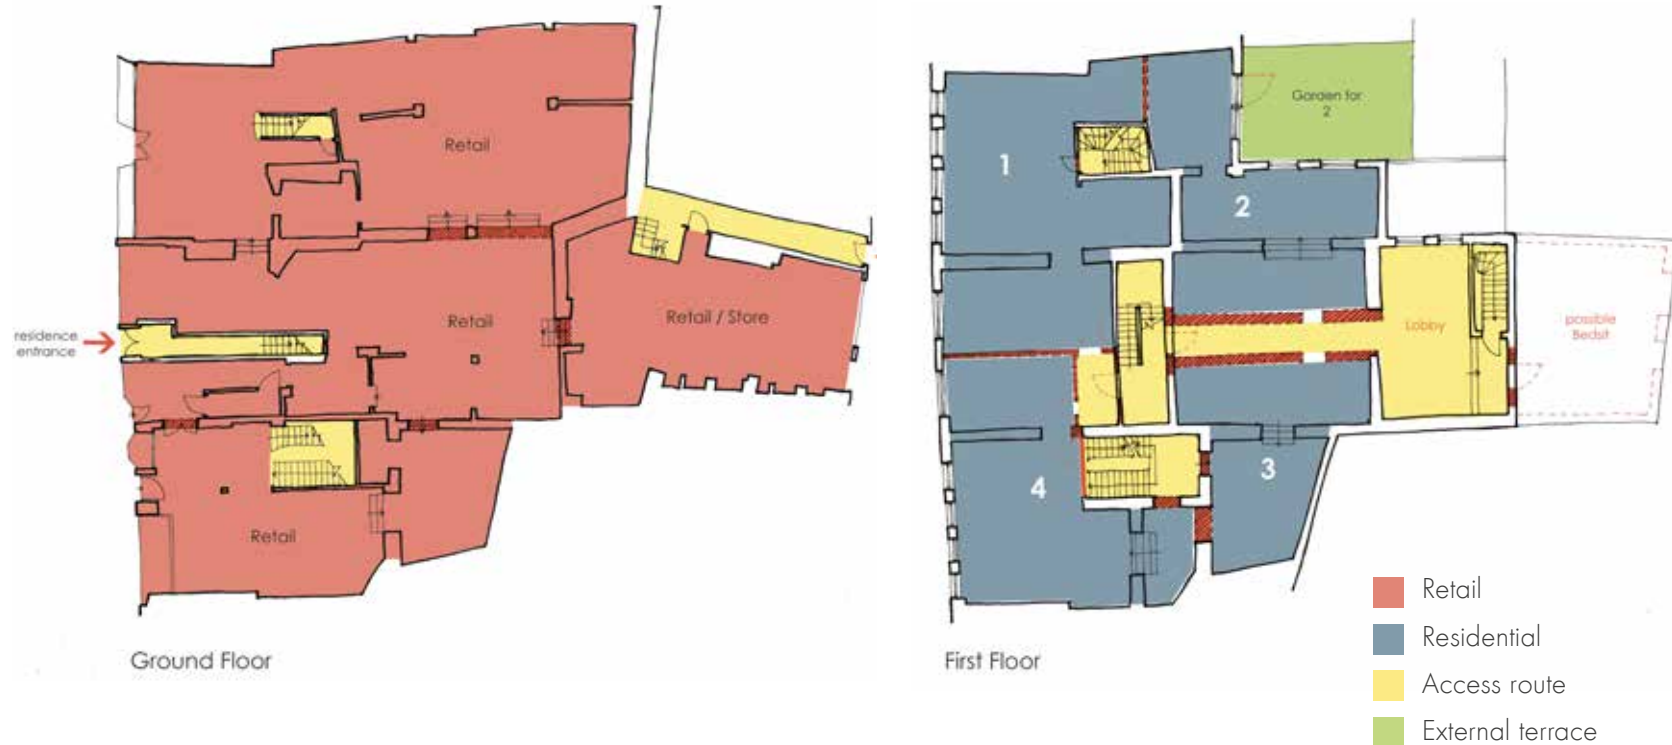 Retail
residence
entrance
Retail
Retail / Store
Retail
Ground Floor
Garden for
2
1
2
Lobby
possible
Bedsit
3
4
First Floor
Retail
Residential
Access route
External terrace